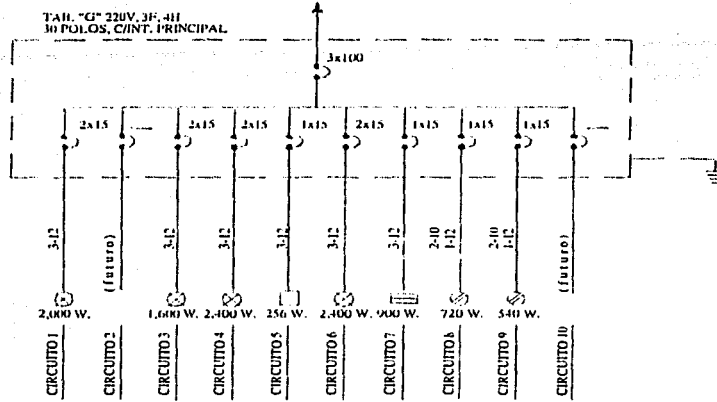 TAB. "G" 220V, 3F, 4H
30 POLOS, C/INT. PRINCIPAL
3x100
2x15 2x15 2x15 1x15 2x15 1x15 1x15 1x15
3-12 (futuro) 3-12 3-12 3-12 3-12 3-12 2-10 1-12 2-10 1-12 (futuro)
2,000 W. 1,600 W. 2,400 W. 256 W. 2,400 W. 900 W. 720 W. 540 W.
CIRCUITO 1
CIRCUITO 2
CIRCUITO 3
CIRCUITO 4
CIRCUITO 5
CIRCUITO 6
CIRCUITO 7
CIRCUITO 8
CIRCUITO 9
CIRCUITO 10